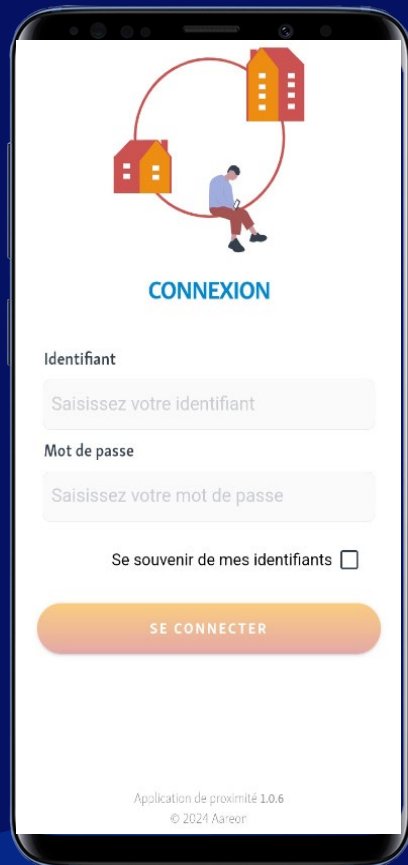 CONNEXION
Identifiant
Saisissez votre identifiant
Mot de passe
Saisissez votre mot de passe
Se souvenir de mes identifiants
SE CONNECTER
Application de proximité 1.0.6
© 2024 Aareon